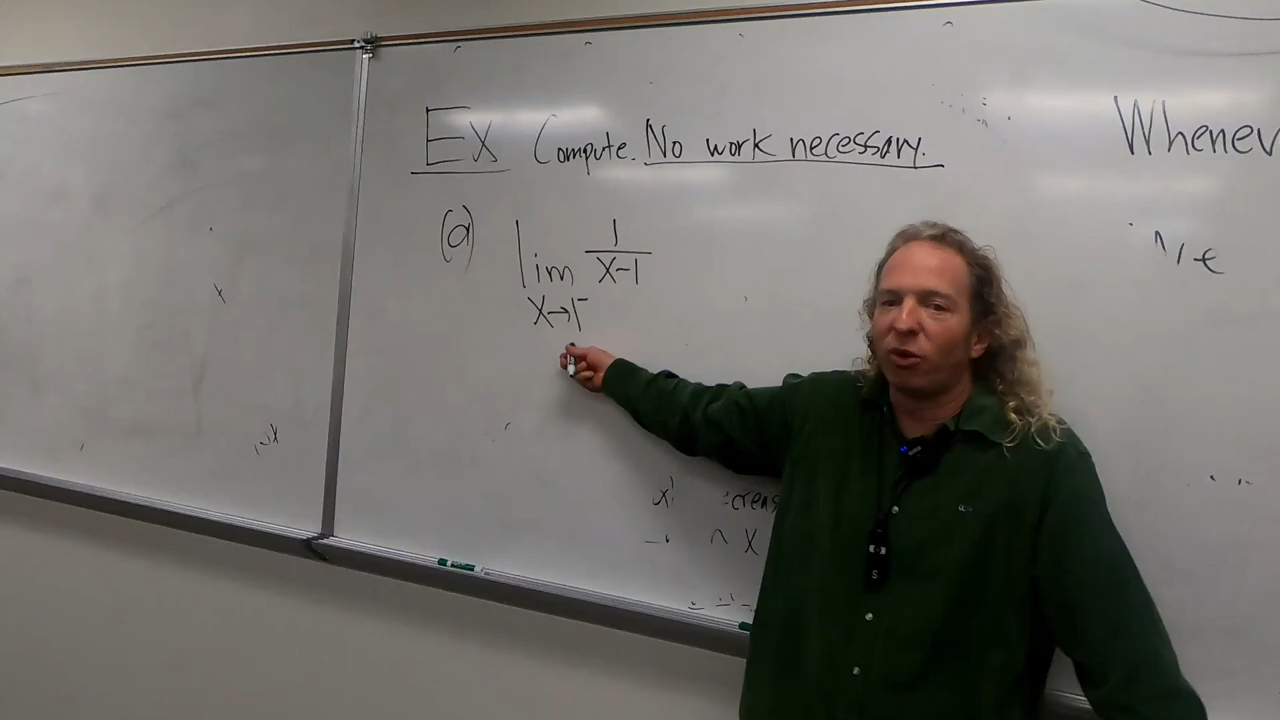 Ex Compute. No work necessary.
(a) lim 1/(x-1)
x→1⁻
Whenev